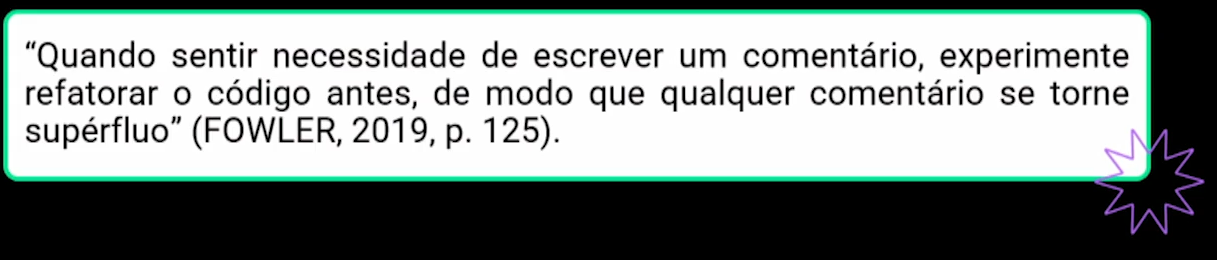 “Quando sentir necessidade de escrever um comentário, experimente
refatorar o código antes, de modo que qualquer comentário se torne
supérfluo” (FOWLER, 2019, p. 125).